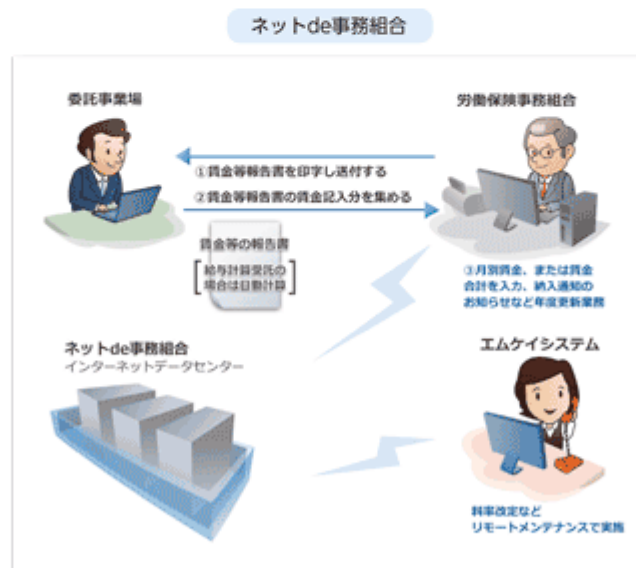 ネットde事務組合
委託事業場
労働保険事務組合
①賃金等報告書を印字し送付する
②賃金等報告書の賃金記入分を集める
賃金等の報告書
給与計算受託の
場合は自動計算
③月別賃金、または賃金
合計を入力、納入通知の
お知らせなど年度更新業務
ネットde事務組合
インターネットデータセンター
エムケイシステム
料率改定など
リモートメンテナンスで実施